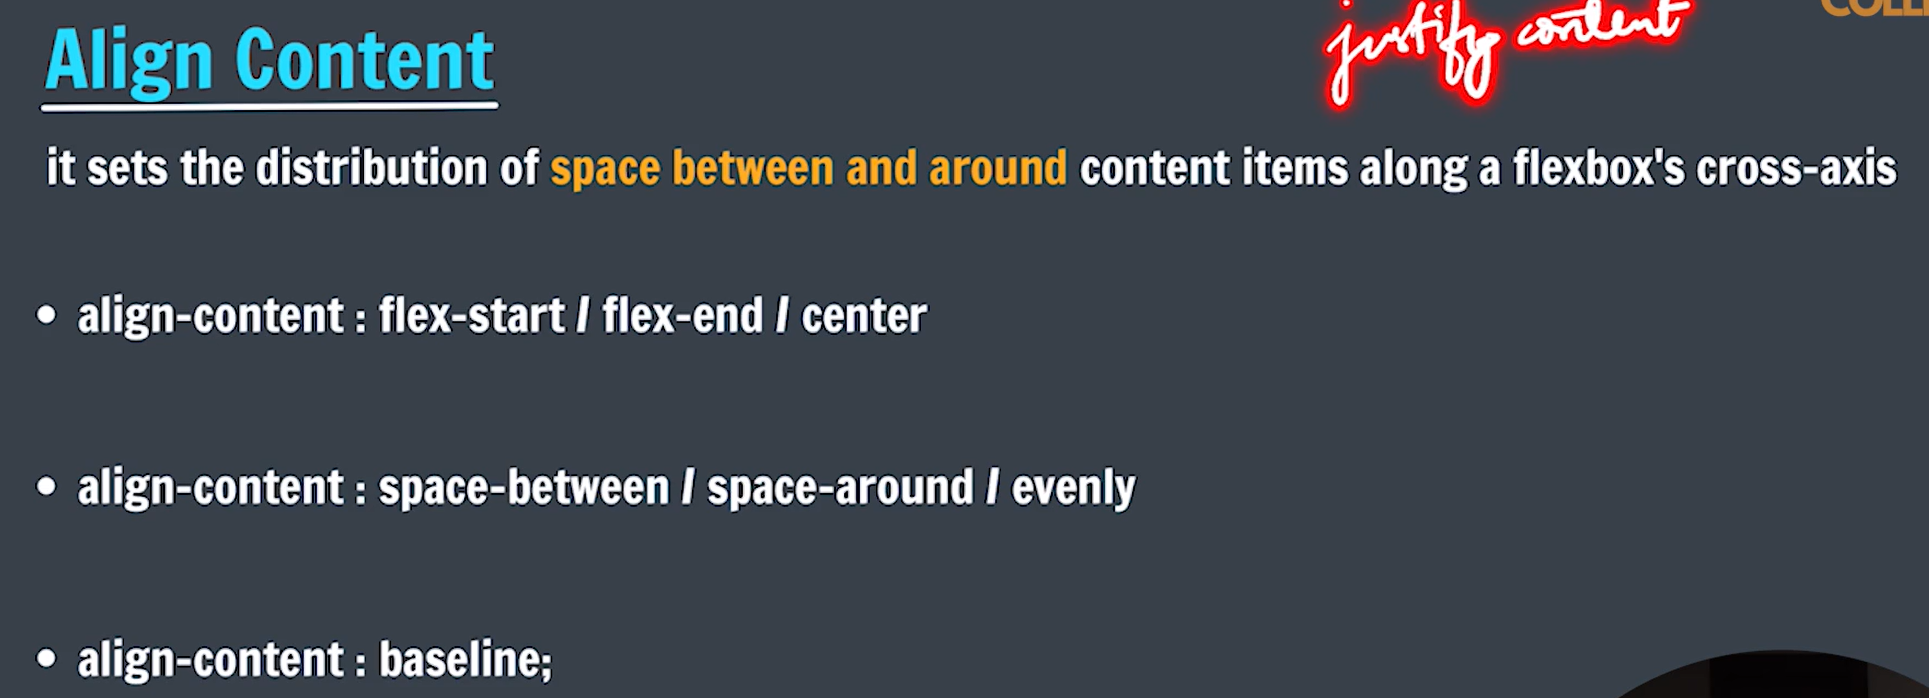 justify content
Align Content
it sets the distribution of space between and around content items along a flexbox's cross-axis
• align-content : flex-start / flex-end / center
• align-content : space-between / space-around / evenly
• align-content : baseline;